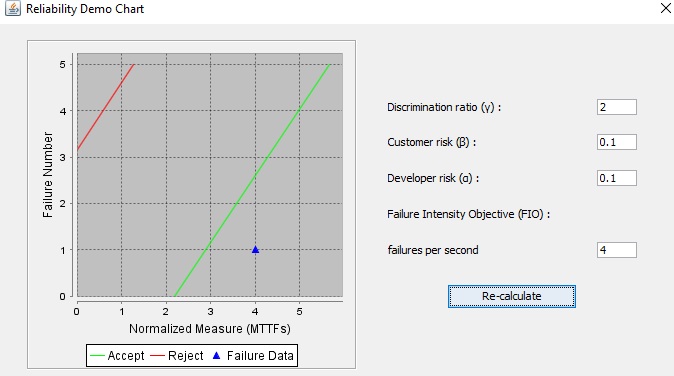 Reliability Demo Chart
Failure Number
5
4
3
2
1
0
0 1 2 3 4 5
Normalized Measure (MTTFs)
Accept Reject Failure Data
Discrimination ratio (γ) : 2
Customer risk (β) : 0.1
Developer risk (α) : 0.1
Failure Intensity Objective (FIO) :
failures per second 4
Re-calculate